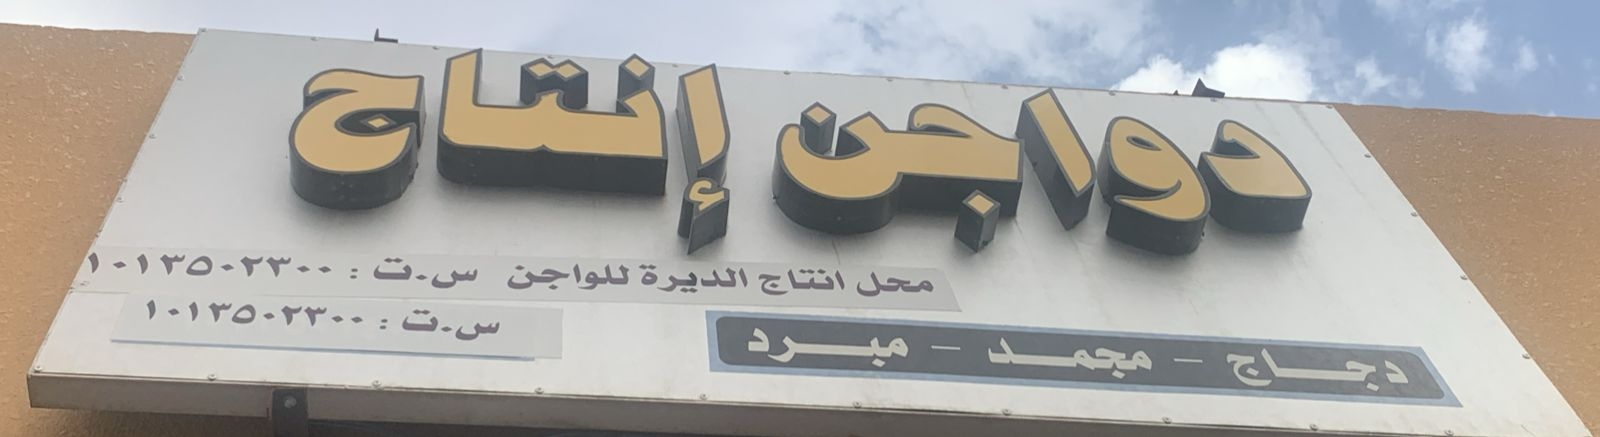 دواجن إنتاج
محل انتاج الديرة للواجن س.ت : ١٠١٣٥٠٢٣٠٠
س.ت : ١٠١٣٥٠٢٣٠٠
دجاج - مجمد - مبرد